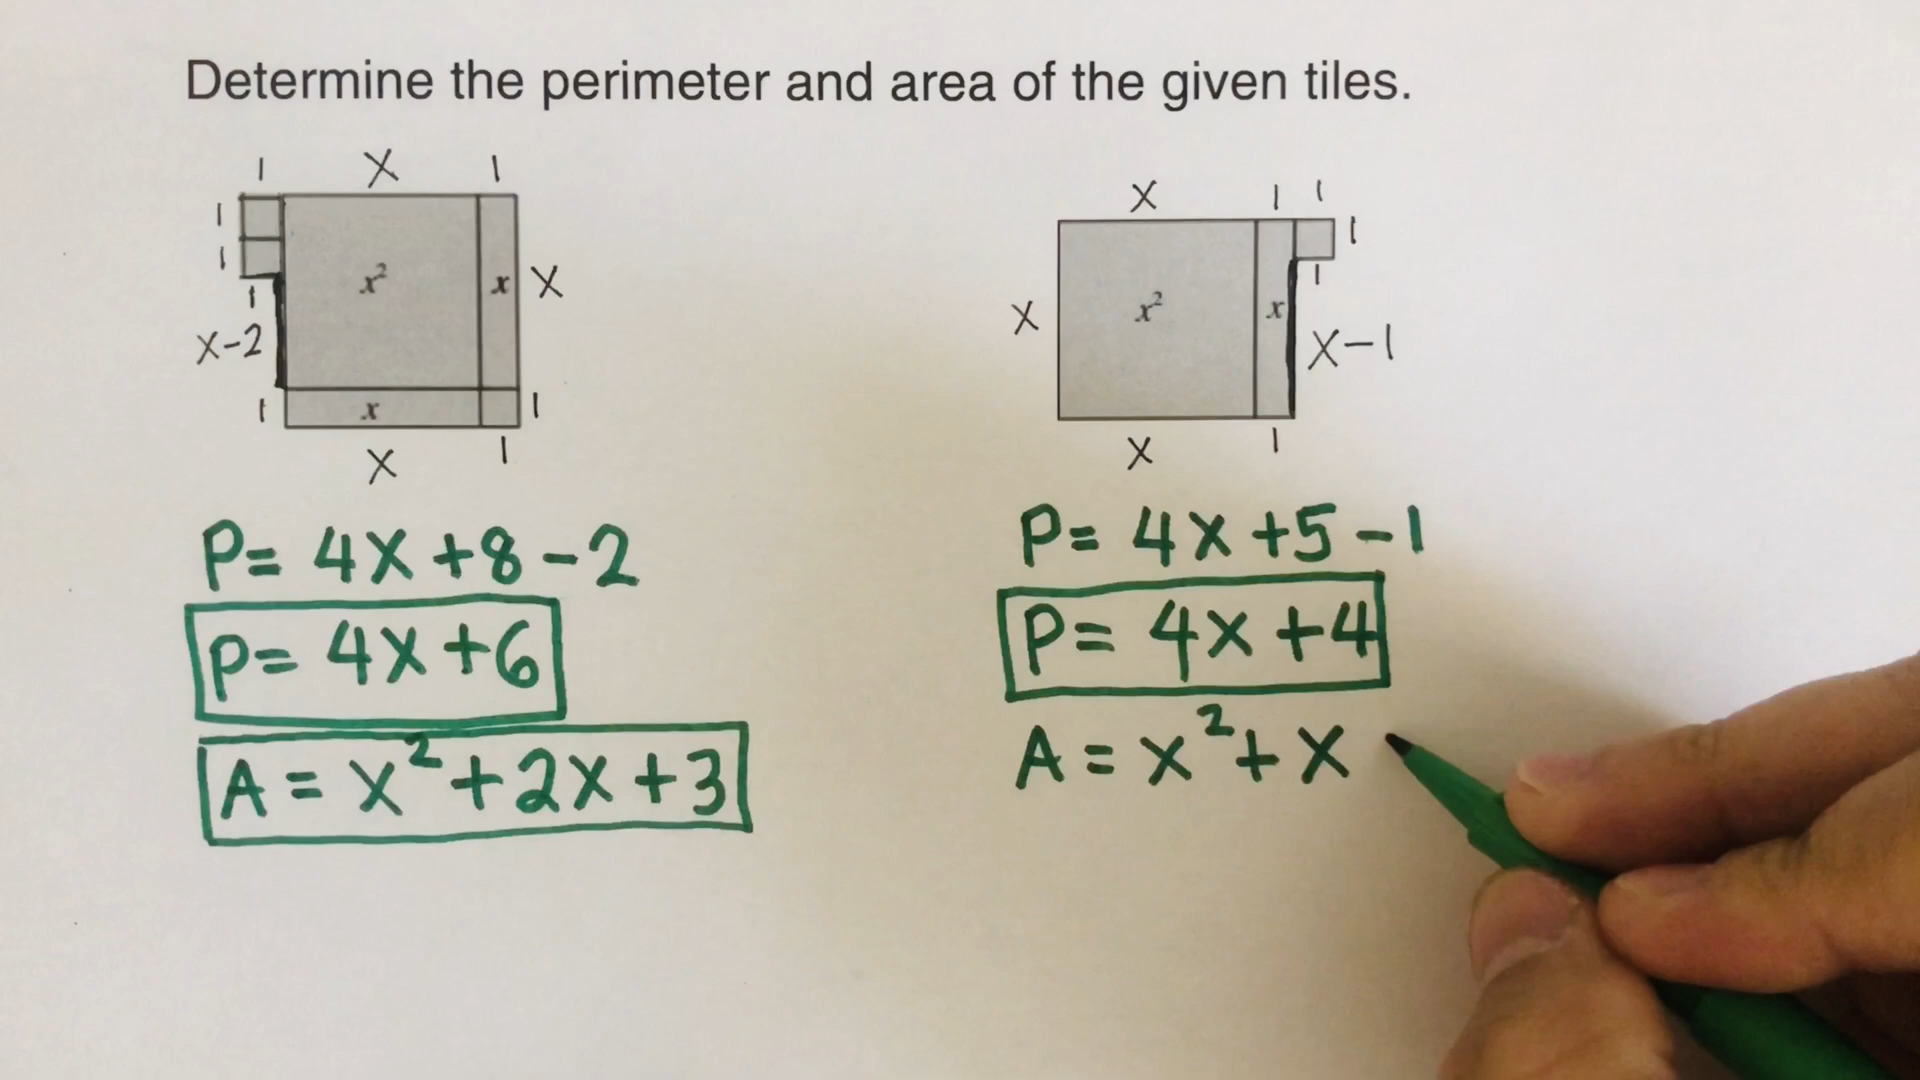 Determine the perimeter and area of the given tiles.
1 X 1
1
1
x²
x
X
1
X-2
1
x
1
X
1
P= 4X+8-2
P= 4X+6
A = X²+2X+3
X 1 1
1
X
x²
x
1
X-1
X
1
P= 4X+5-1
P= 4X+4
A = X²+X